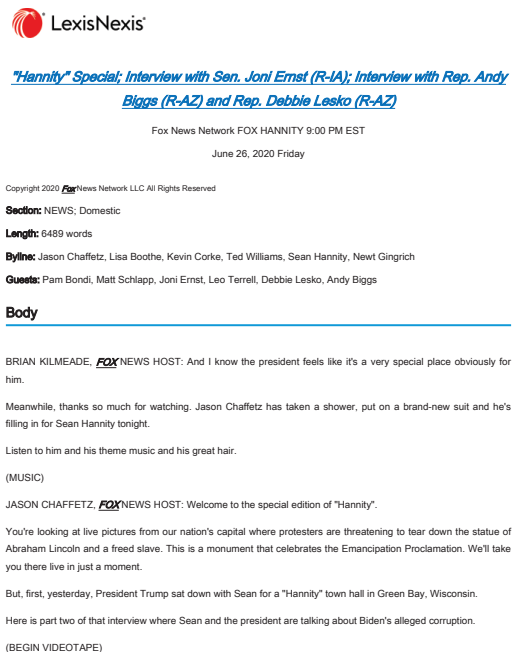 LexisNexis®
"Hannity" Special; Interview with Sen. Joni Ernst (R-IA); Interview with Rep. Andy
Biggs (R-AZ) and Rep. Debbie Lesko (R-AZ)
Fox News Network FOX HANNITY 9:00 PM EST
June 26, 2020 Friday
Copyright 2020 Fox News Network LLC All Rights Reserved
Section: NEWS; Domestic
Length: 6489 words
Byline: Jason Chaffetz, Lisa Boothe, Kevin Corke, Ted Williams, Sean Hannity, Newt Gingrich
Guests: Pam Bondi, Matt Schlapp, Joni Ernst, Leo Terrell, Debbie Lesko, Andy Biggs
Body
BRIAN KILMEADE, FOX NEWS HOST: And I know the president feels like it's a very special place obviously for
him.
Meanwhile, thanks so much for watching. Jason Chaffetz has taken a shower, put on a brand-new suit and he's
filling in for Sean Hannity tonight.
Listen to him and his theme music and his great hair.
(MUSIC)
JASON CHAFFETZ, FOX NEWS HOST: Welcome to the special edition of "Hannity".
You're looking at live pictures from our nation's capital where protesters are threatening to tear down the statue of
Abraham Lincoln and a freed slave. This is a monument that celebrates the Emancipation Proclamation. We'll take
you there live in just a moment.
But, first, yesterday, President Trump sat down with Sean for a "Hannity" town hall in Green Bay, Wisconsin.
Here is part two of that interview where Sean and the president are talking about Biden's alleged corruption.
(BEGIN VIDEOTAPE)